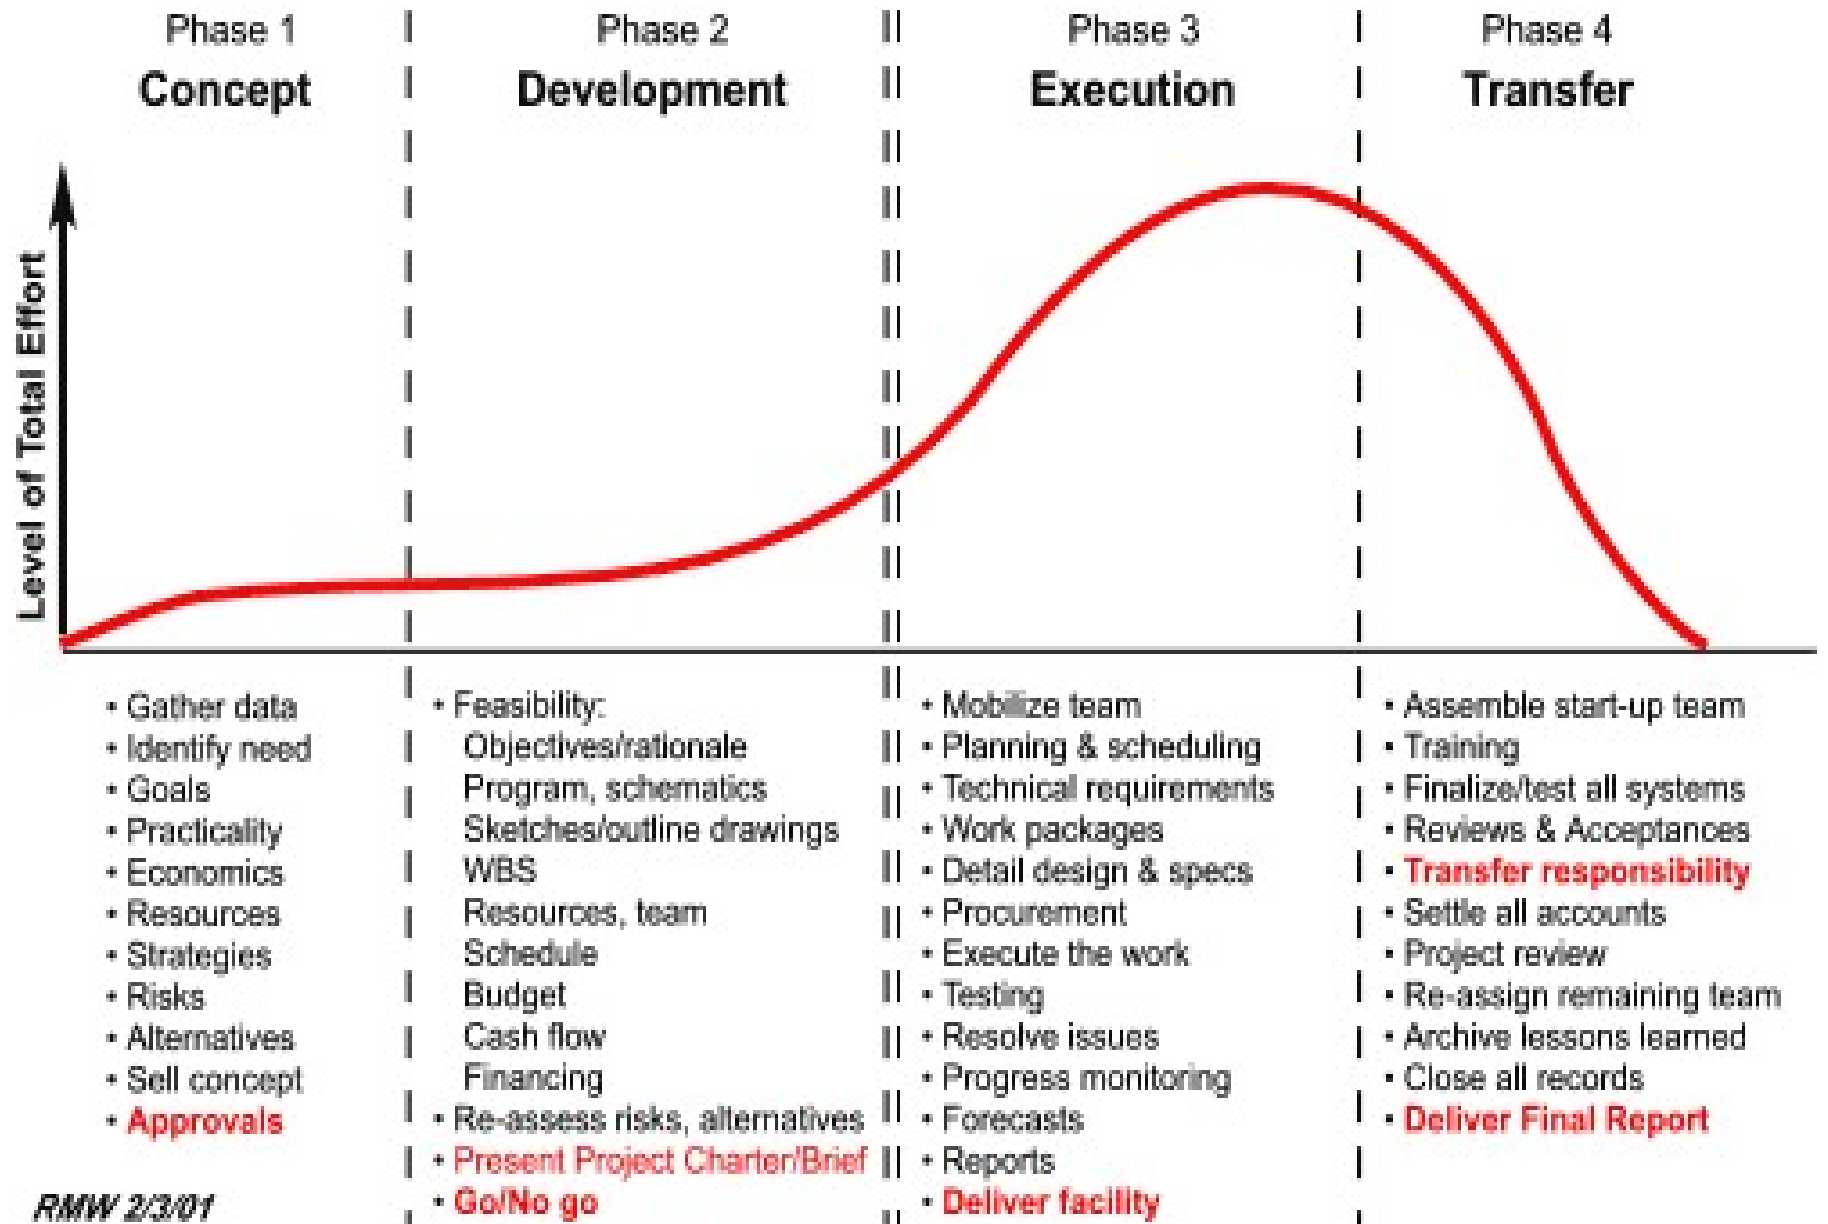 Phase 1
Concept
Phase 2
Development
Phase 3
Execution
Phase 4
Transfer
Level of Total Effort
• Gather data
• Identify need
• Goals
• Practicality
• Economics
• Resources
• Strategies
• Risks
• Alternatives
• Sell concept
• Approvals
• Feasibility:
Objectives/rationale
Program, schematics
Sketches/outline drawings
WBS
Resources, team
Schedule
Budget
Cash flow
Financing
• Re-assess risks, alternatives
• Present Project Charter/Brief
• Go/No go
• Mobilize team
• Planning & scheduling
• Technical requirements
• Work packages
• Detail design & specs
• Procurement
• Execute the work
• Testing
• Resolve issues
• Progress monitoring
• Forecasts
• Reports
• Deliver facility
• Assemble start-up team
• Training
• Finalize/test all systems
• Reviews & Acceptances
• Transfer responsibility
• Settle all accounts
• Project review
• Re-assign remaining team
• Archive lessons learned
• Close all records
• Deliver Final Report
RMW 2/3/01